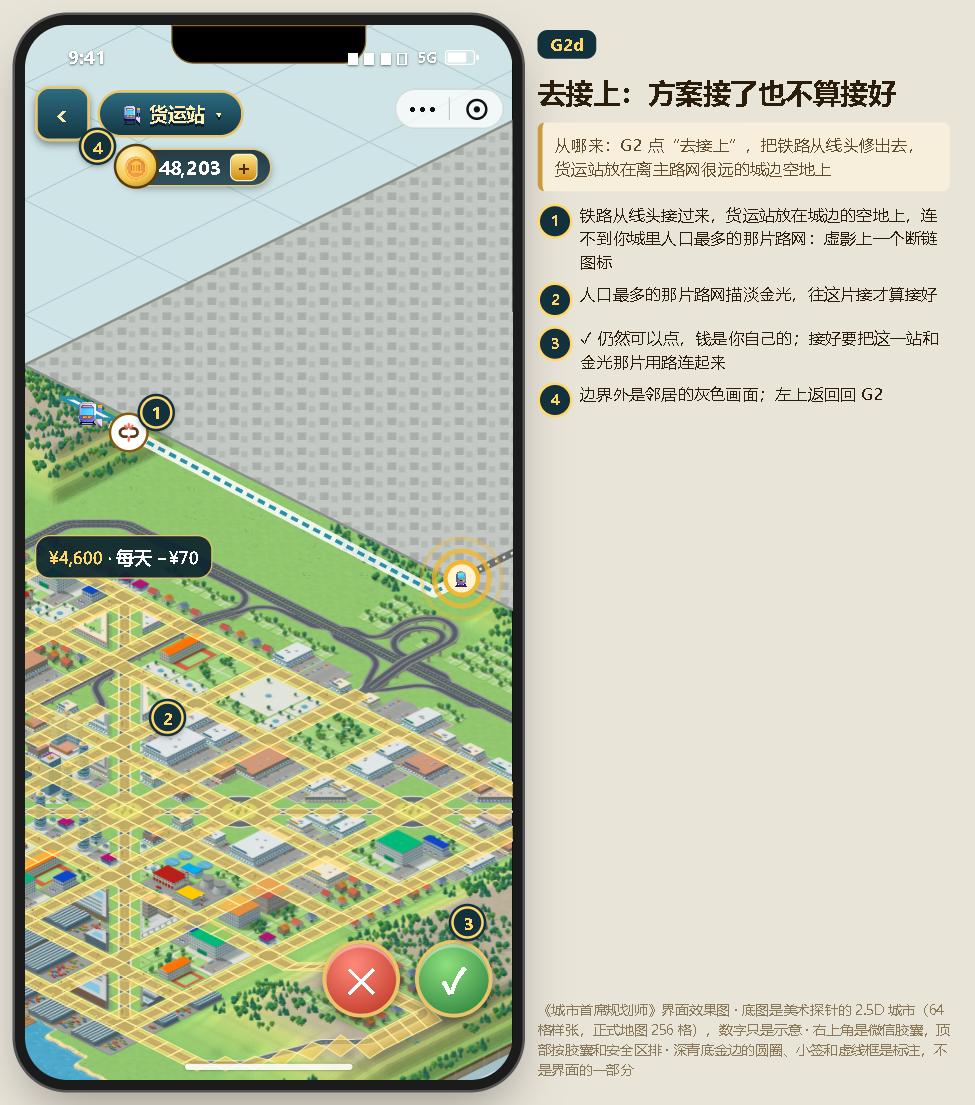 9:41
5G
货运站
4
48,203
+
1
¥4,600 · 每天 −¥70
2
3
G2d
去接上：方案接了也不算接好
从哪来：G2 点“去接上”，把铁路从线头修出去，
货运站放在离主路网很远的城边空地上
1
铁路从线头接过来，货运站放在城边的空地上，连
不到你城里人口最多的那片路网：虚影上一个断链
图标
2
人口最多的那片路网描淡金光，往这片接才算接好
3
✓ 仍然可以点，钱是你自己的；接好要把这一站和
金光那片用路连起来
4
边界外是邻居的灰色画面；左上返回回 G2
《城市首席规划师》界面效果图 · 底图是美术探针的 2.5D 城市（64
格样张，正式地图 256 格），数字只是示意 · 右上角是微信胶囊，顶
部按胶囊和安全区排 · 深青底金边的圆圈、小签和虚线框是标注，不
是界面的一部分